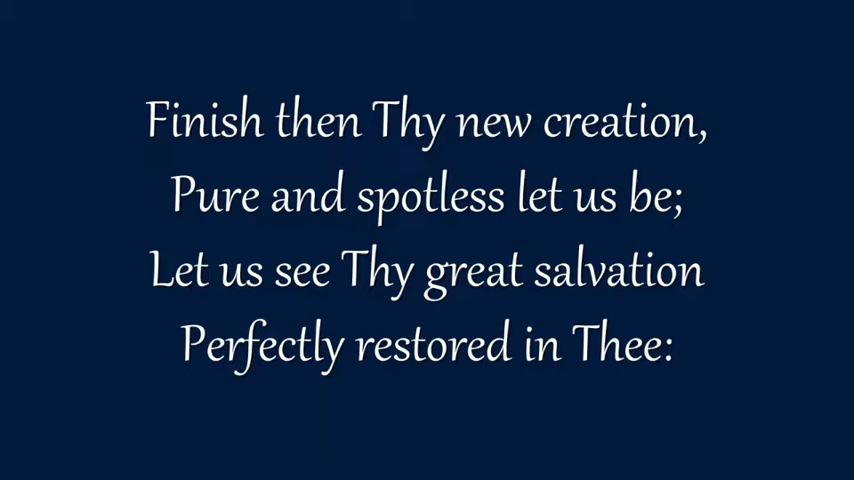 Finish then Thy new creation,
Pure and spotless let us be;
Let us see Thy great salvation
Perfectly restored in Thee: